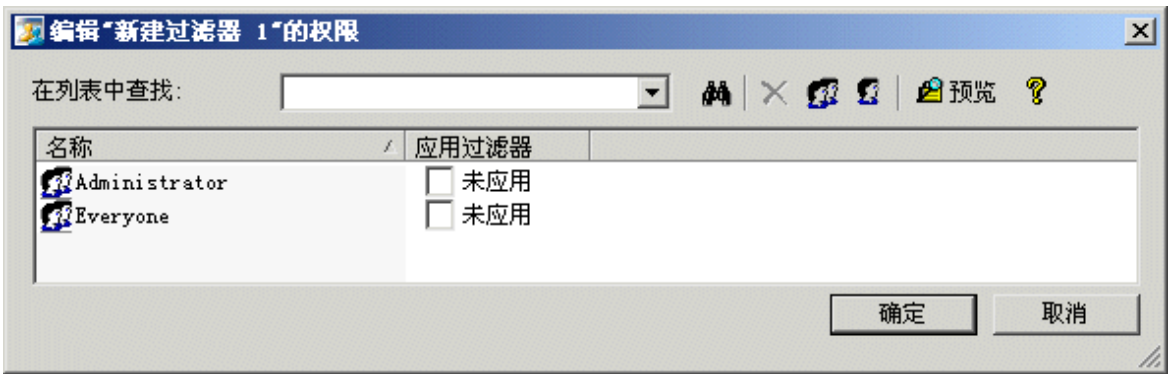 编辑“新建过滤器 1”的权限
在列表中查找: 预览
名称 应用过滤器
Administrator 未应用
Everyone 未应用
确定 取消